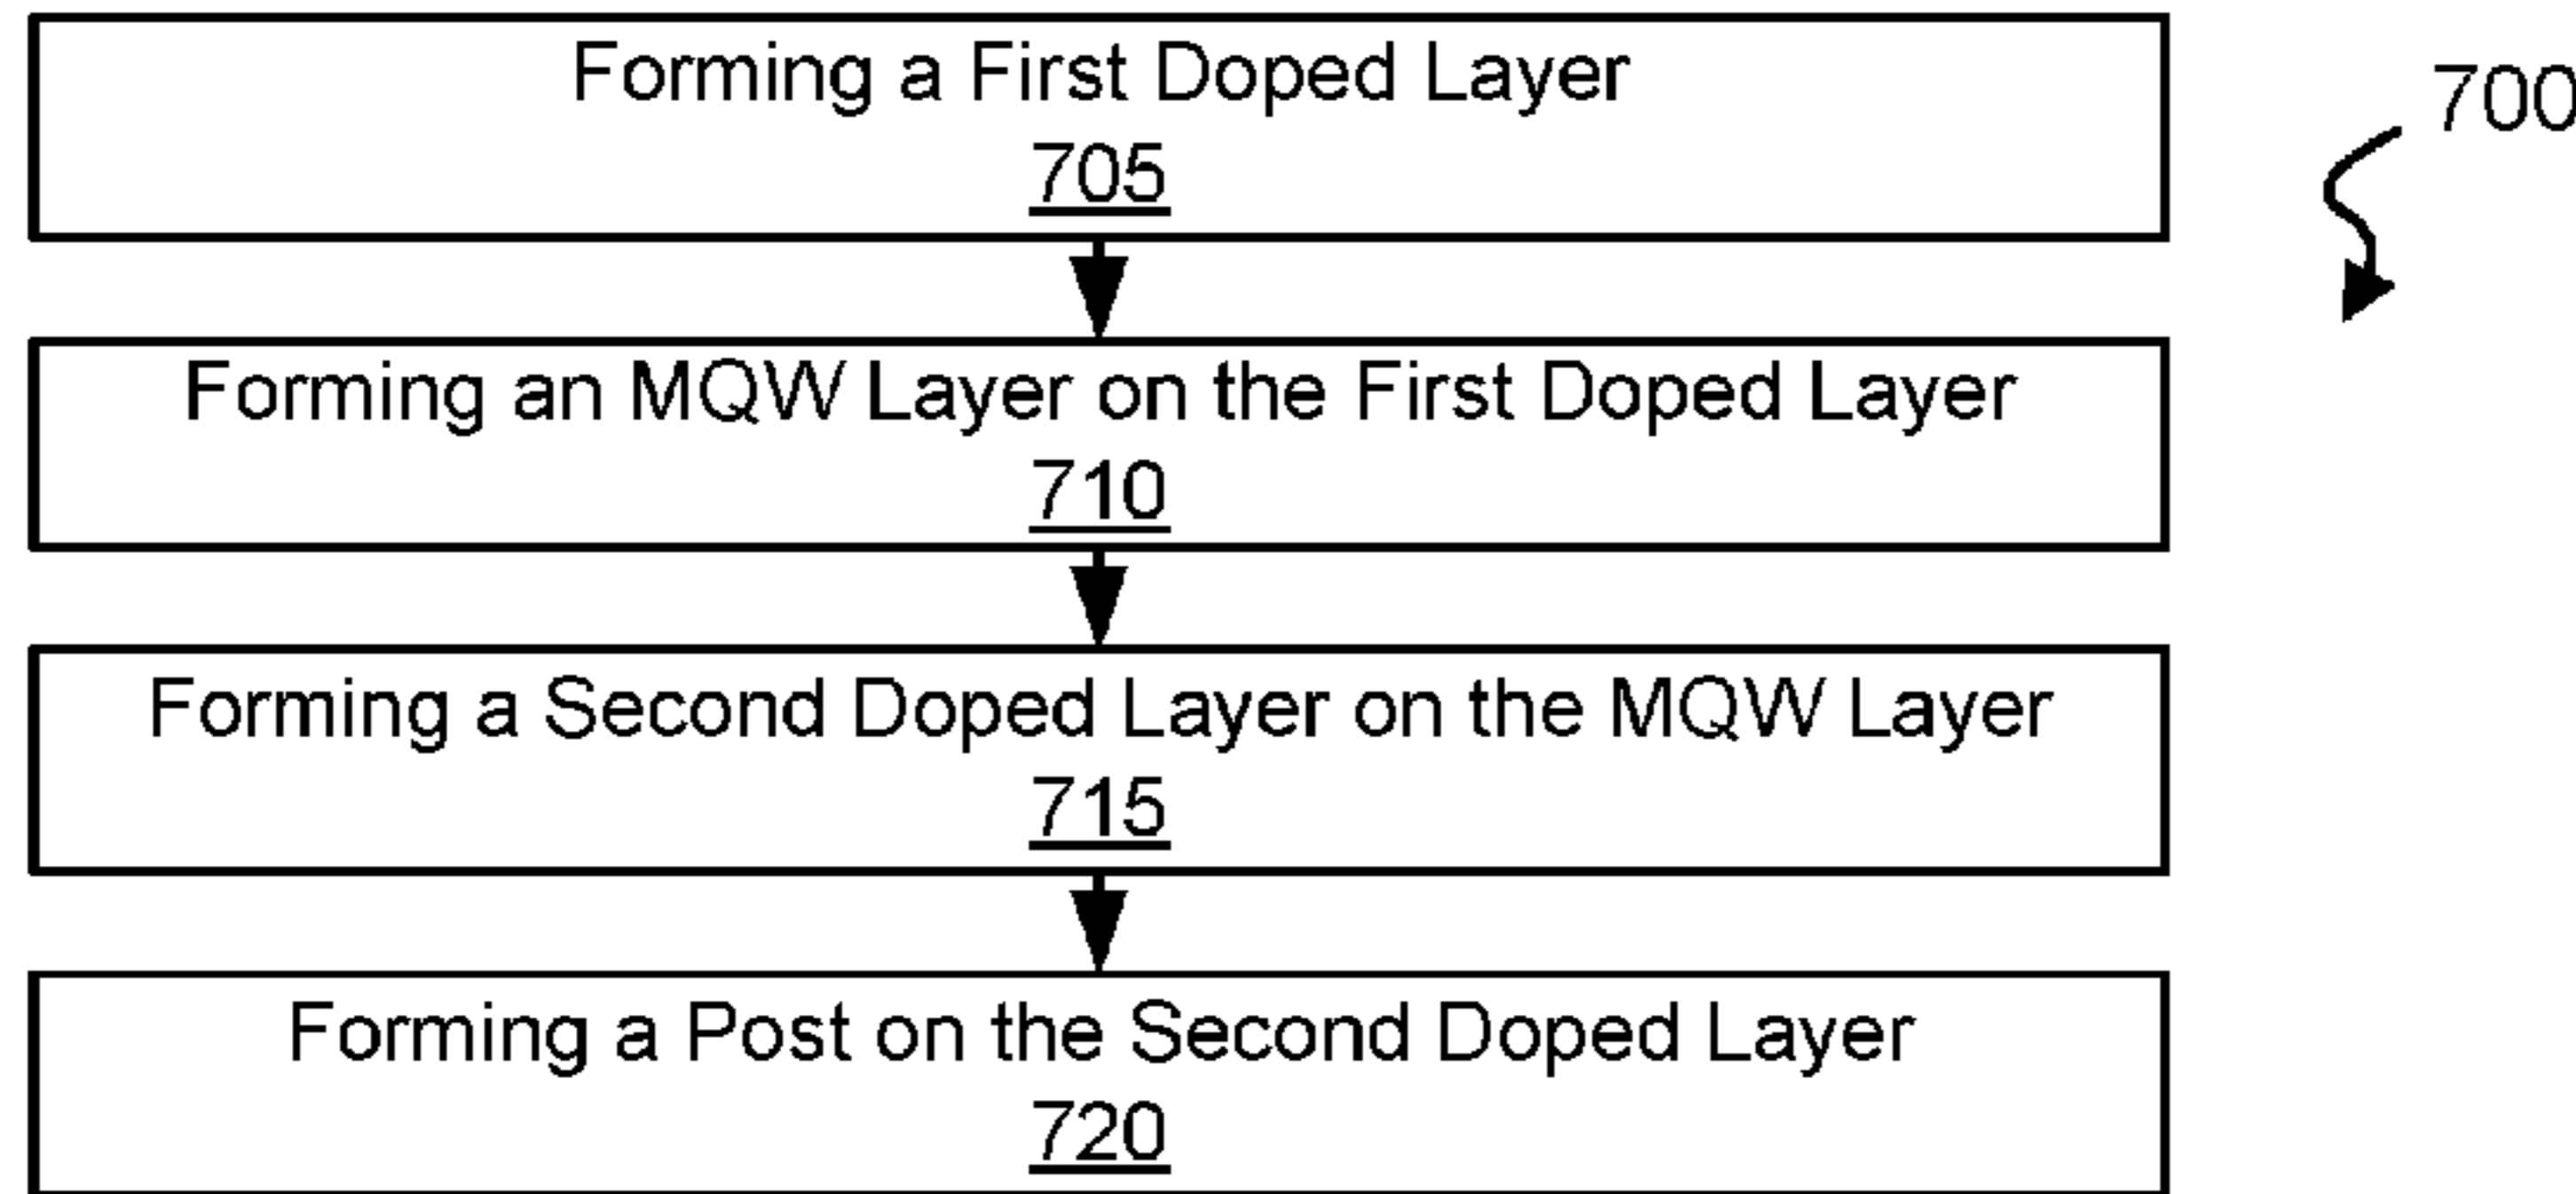 Forming a First Doped Layer
705
700
Forming an MQW Layer on the First Doped Layer
710
Forming a Second Doped Layer on the MQW Layer
715
Forming a Post on the Second Doped Layer
720